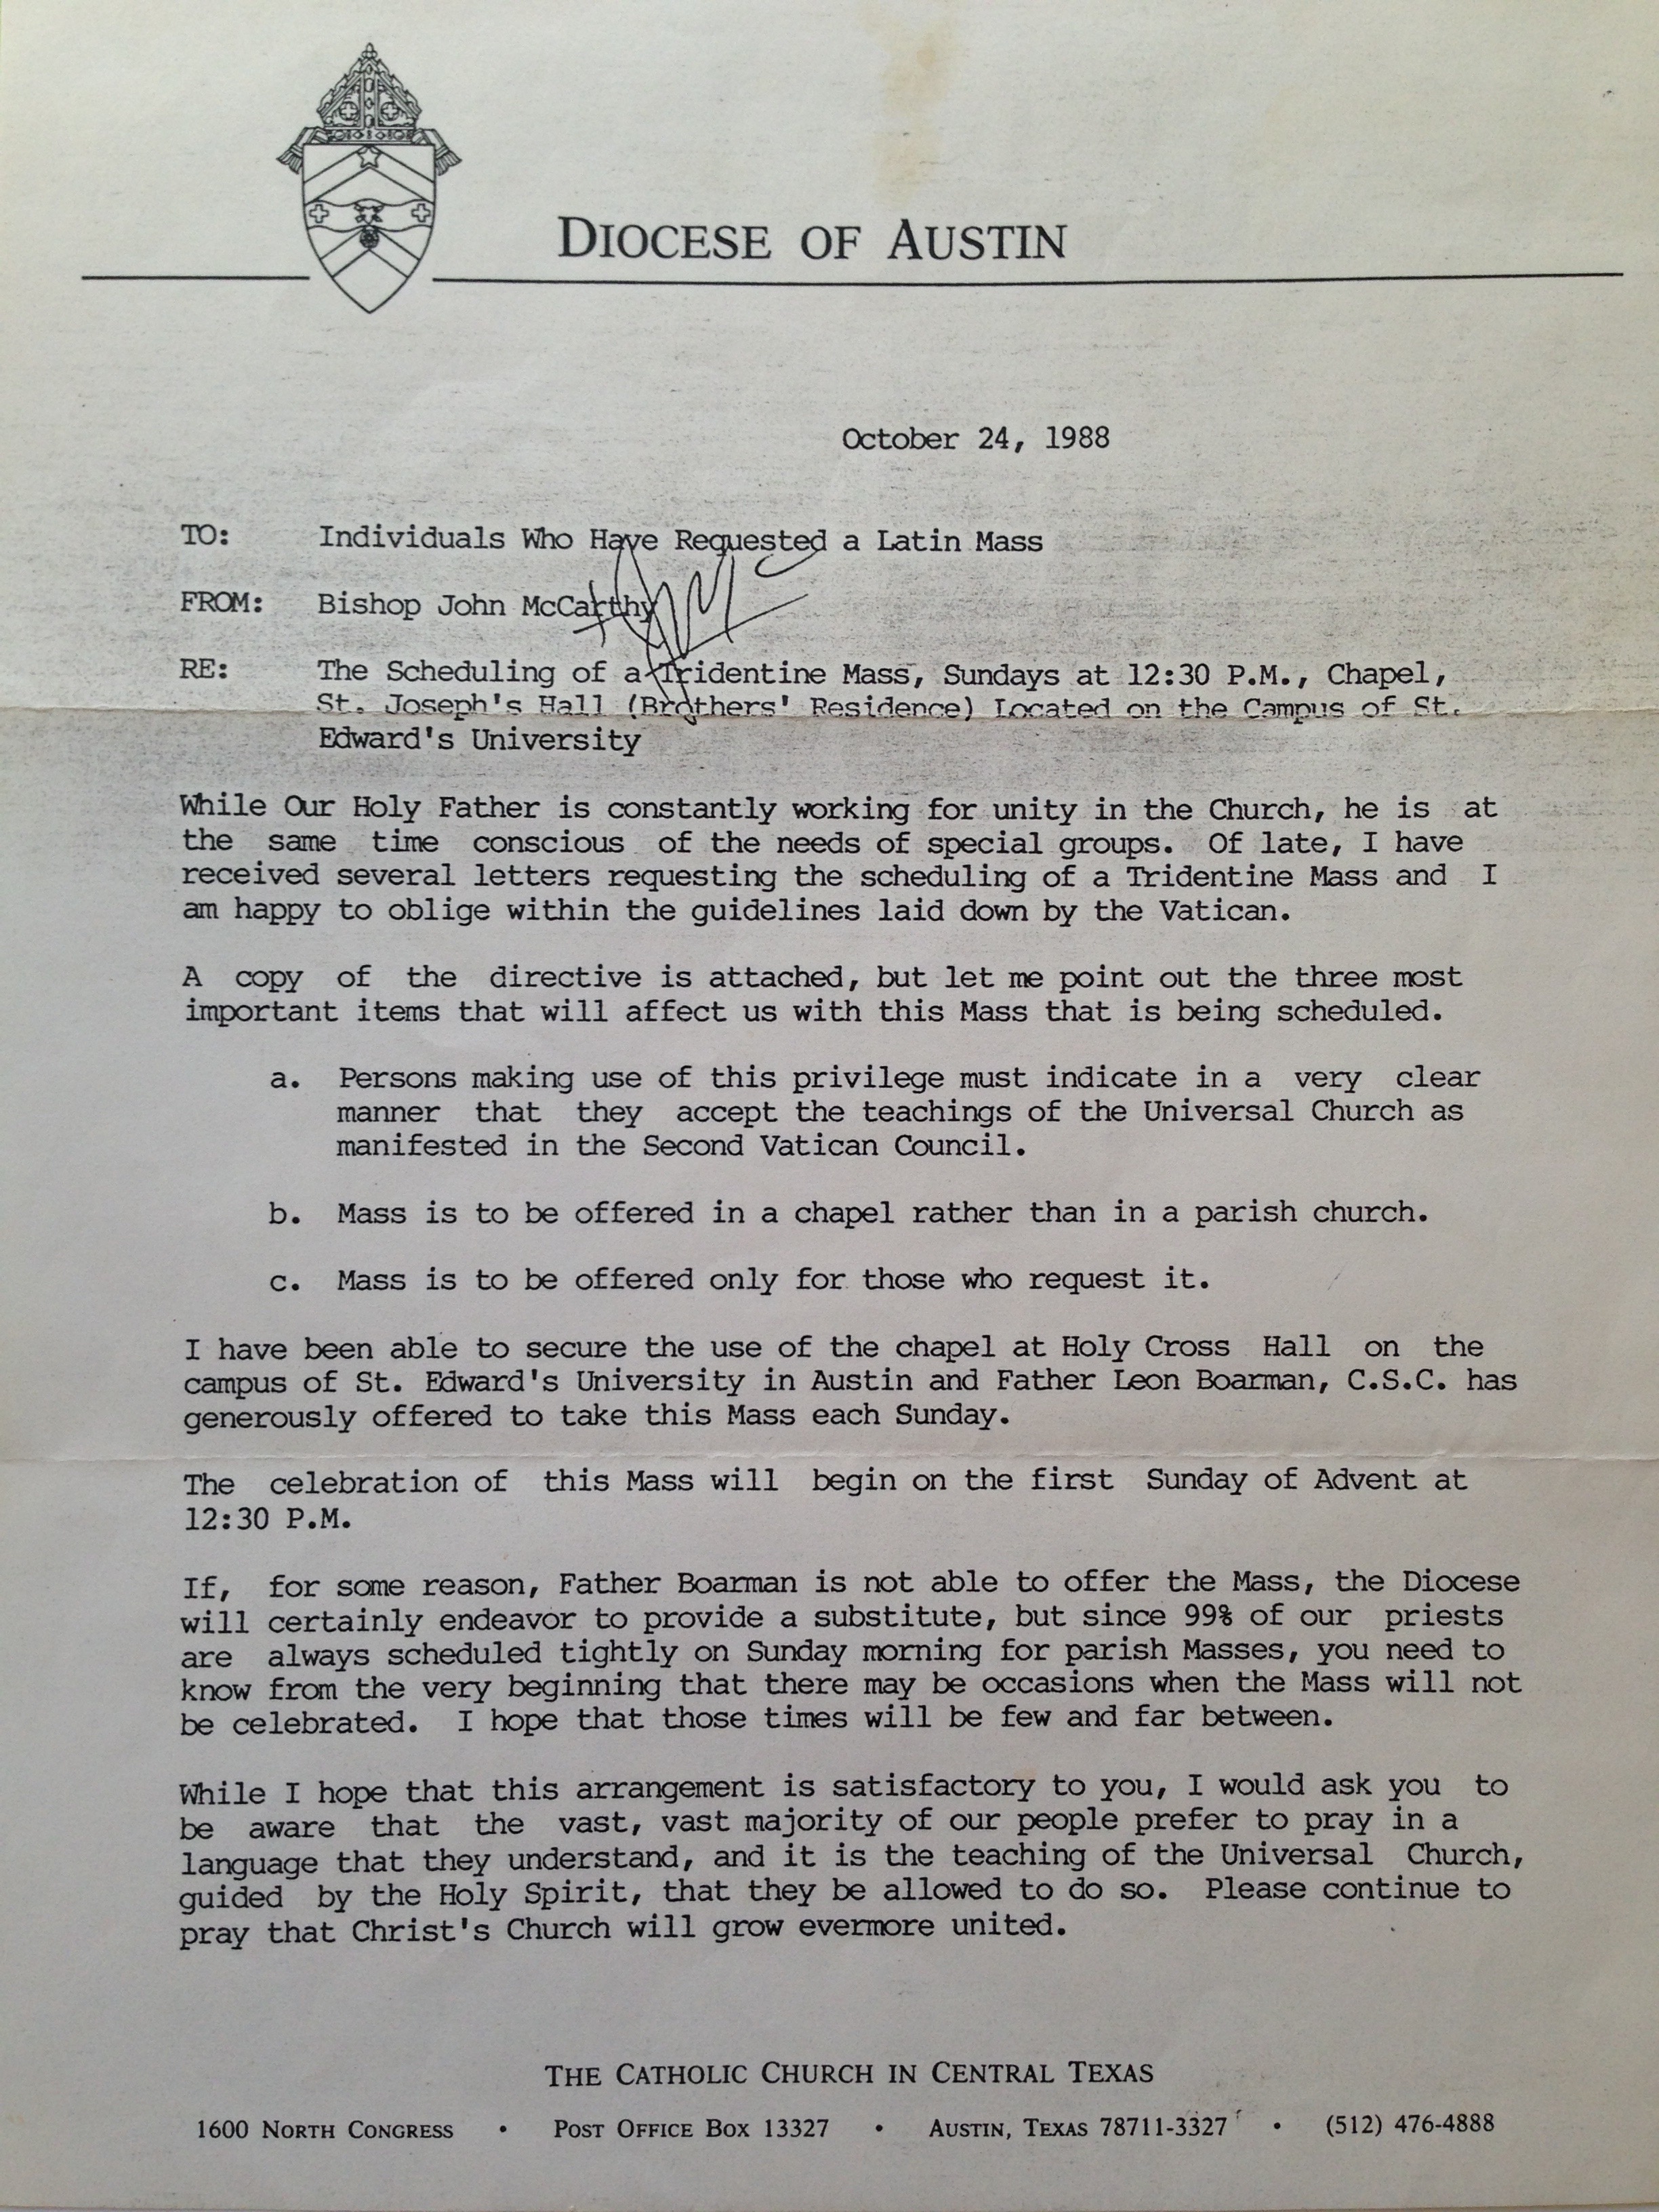 DIOCESE OF AUSTIN
October 24, 1988
TO: Individuals Who Have Requested a Latin Mass
FROM: Bishop John McCarthy
RE: The Scheduling of a Tridentine Mass, Sundays at 12:30 P.M., Chapel,
St. Joseph's Hall (Brothers' Residence) Located on the Campus of St.
Edward's University
While Our Holy Father is constantly working for unity in the Church, he is at
the same time conscious of the needs of special groups. Of late, I have
received several letters requesting the scheduling of a Tridentine Mass and I
am happy to oblige within the guidelines laid down by the Vatican.
A copy of the directive is attached, but let me point out the three most
important items that will affect us with this Mass that is being scheduled.
a. Persons making use of this privilege must indicate in a very clear
manner that they accept the teachings of the Universal Church as
manifested in the Second Vatican Council.
b. Mass is to be offered in a chapel rather than in a parish church.
c. Mass is to be offered only for those who request it.
I have been able to secure the use of the chapel at Holy Cross Hall on the
campus of St. Edward's University in Austin and Father Leon Boarman, C.S.C. has
generously offered to take this Mass each Sunday.
The celebration of this Mass will begin on the first Sunday of Advent at
12:30 P.M.
If, for some reason, Father Boarman is not able to offer the Mass, the Diocese
will certainly endeavor to provide a substitute, but since 99% of our priests
are always scheduled tightly on Sunday morning for parish Masses, you need to
know from the very beginning that there may be occasions when the Mass will not
be celebrated. I hope that those times will be few and far between.
While I hope that this arrangement is satisfactory to you, I would ask you to
be aware that the vast, vast majority of our people prefer to pray in a
language that they understand, and it is the teaching of the Universal Church,
guided by the Holy Spirit, that they be allowed to do so. Please continue to
pray that Christ's Church will grow evermore united.
THE CATHOLIC CHURCH IN CENTRAL TEXAS
1600 NORTH CONGRESS • POST OFFICE BOX 13327 • AUSTIN, TEXAS 78711-3327 • (512) 476-4888